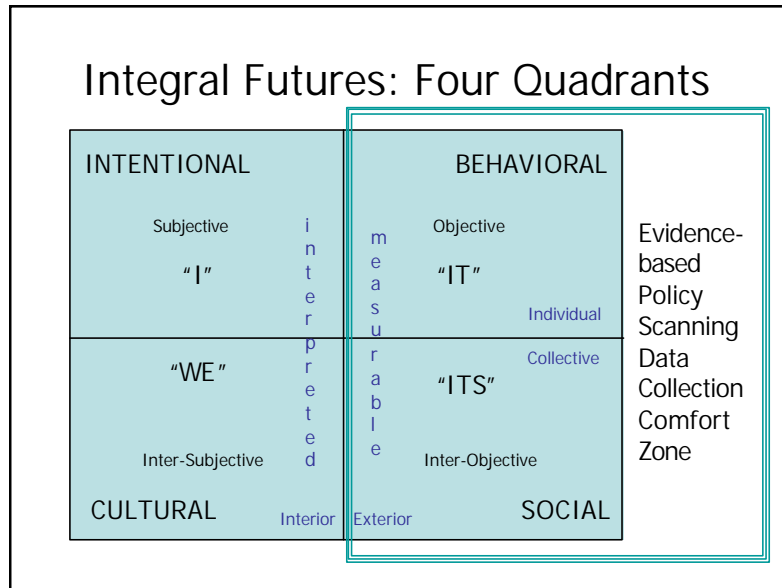 Integral Futures: Four Quadrants
INTENTIONAL
Subjective
“I”
interpreted
BEHAVIORAL
Objective
“IT”
measurable
Individual
“WE”
Inter-Subjective
CULTURAL
Interior
Collective
“ITS”
Inter-Objective
Exterior
SOCIAL
Evidence-
based
Policy
Scanning
Data
Collection
Comfort
Zone